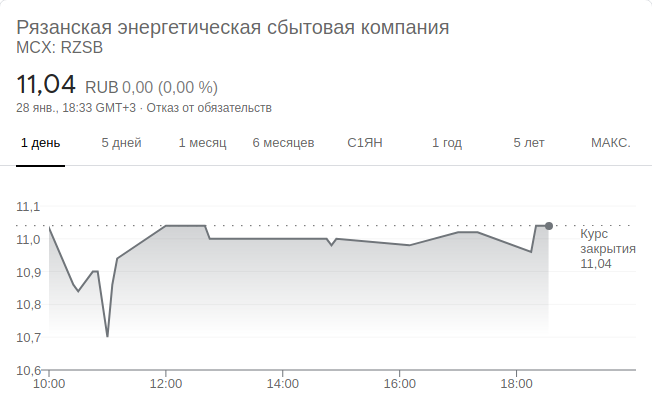 Рязанская энергетическая сбытовая компания
MCX: RZSB
11,04 RUB 0,00 (0,00 %)
28 янв., 18:33 GMT+3 · Отказ от обязательств
1 день 5 дней 1 месяц 6 месяцев С1ЯН 1 год 5 лет МАКС.
11,1
11,0
10,9
10,8
10,7
10,6
Курс
закрытия
11,04
10:00 12:00 14:00 16:00 18:00